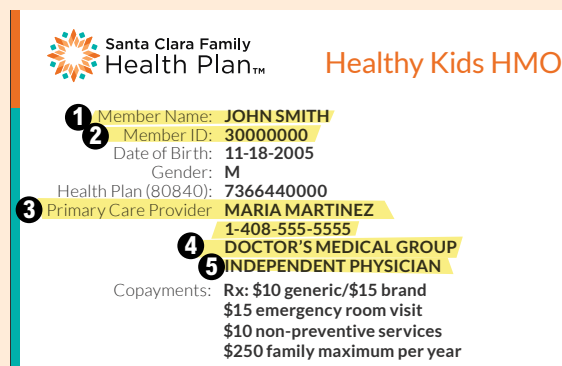 Santa Clara Family
Health Plan™
Healthy Kids HMO
1 Member Name: JOHN SMITH
2 Member ID: 30000000
Date of Birth: 11-18-2005
Gender: M
Health Plan (80840): 7366440000
3 Primary Care Provider MARIA MARTINEZ
1-408-555-5555
4 DOCTOR'S MEDICAL GROUP
5 INDEPENDENT PHYSICIAN
Copayments: Rx: $10 generic/$15 brand
$15 emergency room visit
$10 non-preventive services
$250 family maximum per year